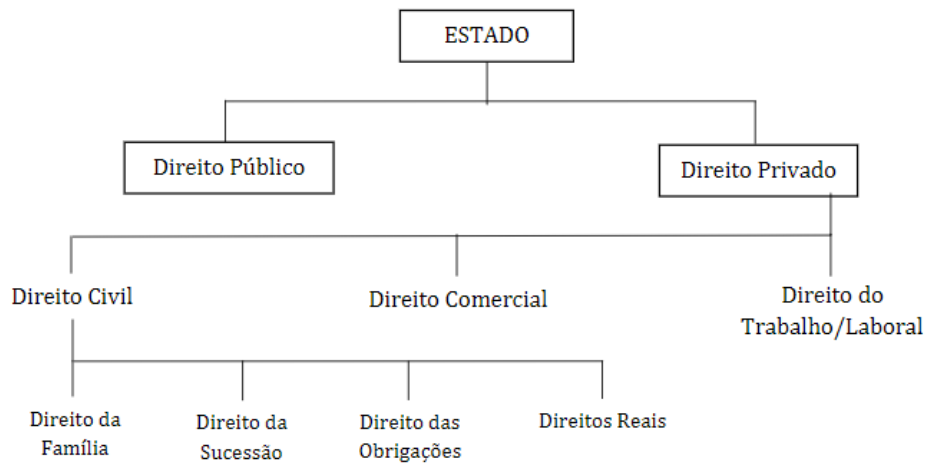 ESTADO
Direito Público
Direito Privado
Direito Civil
Direito Comercial
Direito do
Trabalho/Laboral
Direito da
Família
Direito da
Sucessão
Direito das
Obrigações
Direitos Reais